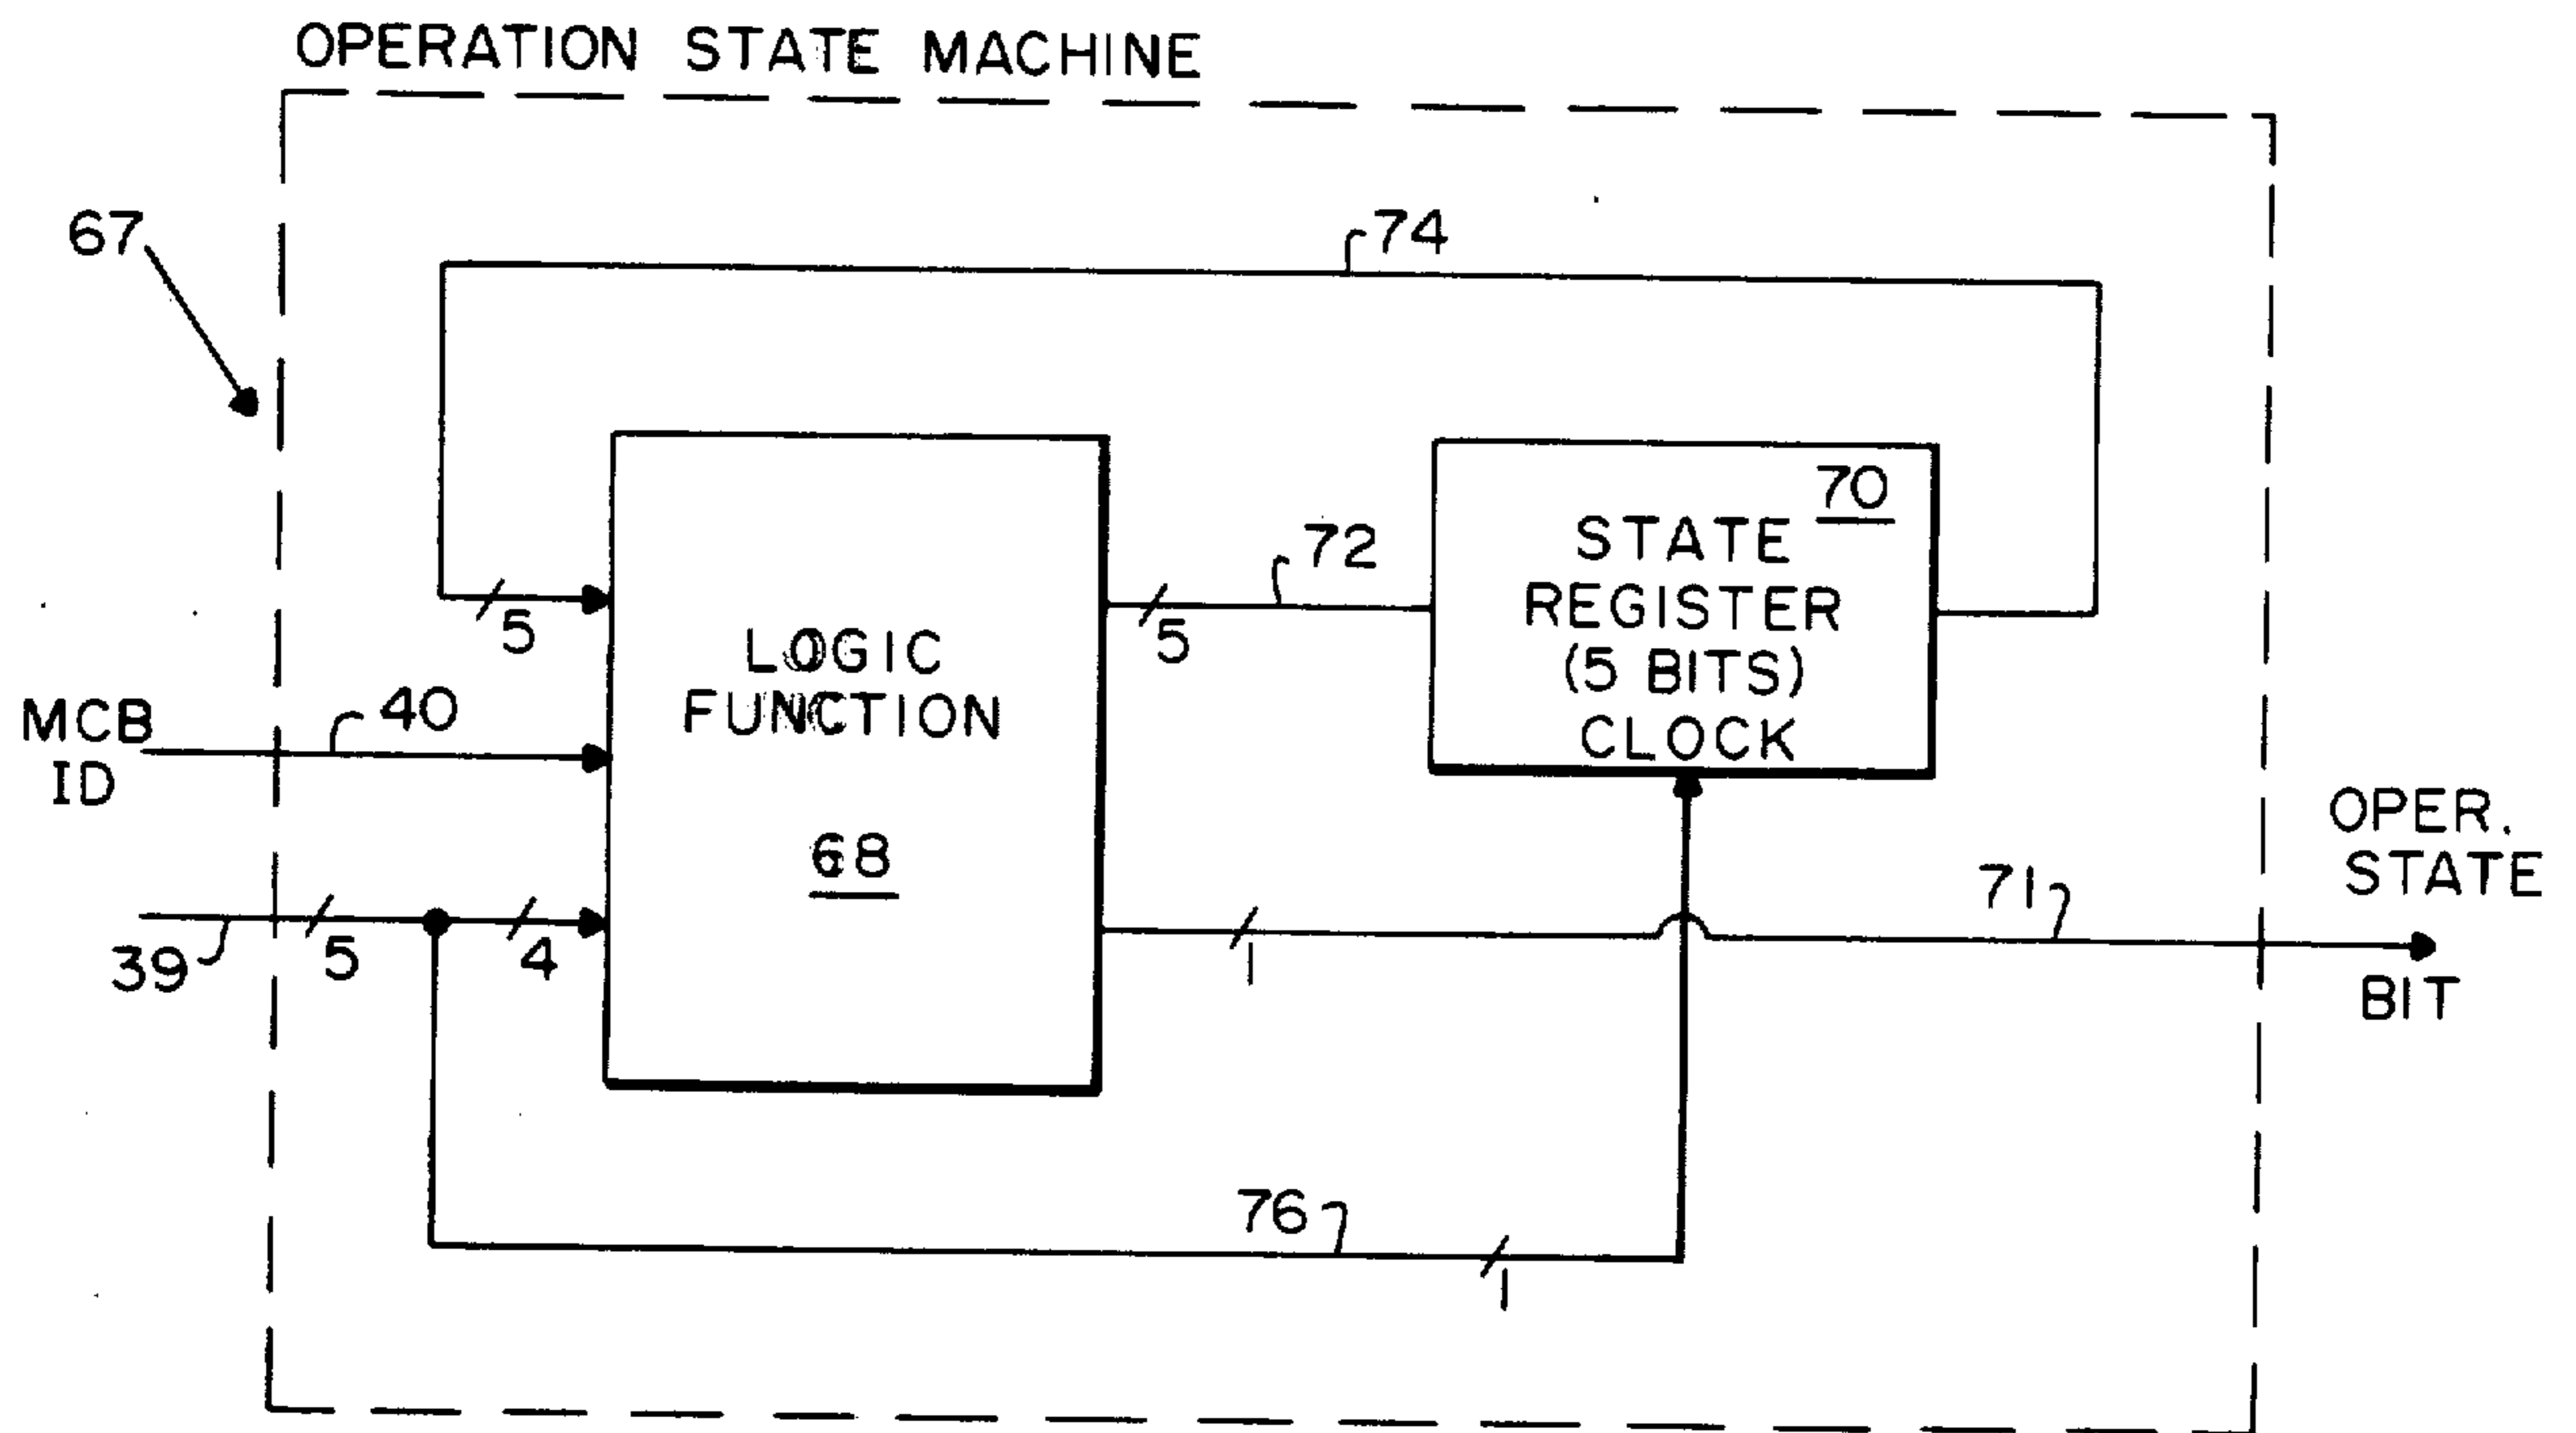 OPERATION STATE MACHINE
67
74
70
STATE
REGISTER
(5 BITS)
CLOCK
72
5
5
LOGIC
FUNCTION
68
MCB
ID
40
39
5
4
1
71
OPER.
STATE
BIT
76
1